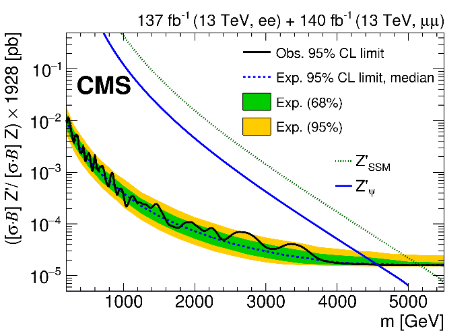 137 fb⁻¹ (13 TeV, ee) + 140 fb⁻¹ (13 TeV, μμ)
CMS
Obs. 95% CL limit
Exp. 95% CL limit, median
Exp. (68%)
Exp. (95%)
Z'SSM
Z'ψ
([σ·B] Z'/ [σ·B] Z) × 1928 [pb]
10⁻¹
10⁻²
10⁻³
10⁻⁴
10⁻⁵
1000 2000 3000 4000 5000
m [GeV]